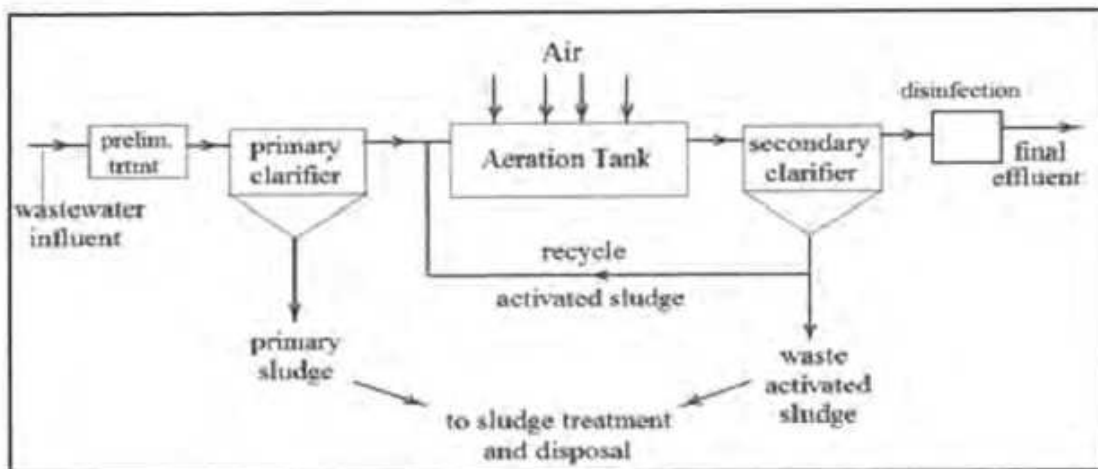 Air
disinfection
prelim.
trtmt
primary
clarifier
Aeration Tank
secondary
clarifier
final
effluent
wastewater
influent
recycle
activated sludge
primary
sludge
waste
activated
sludge
to sludge treatment
and disposal